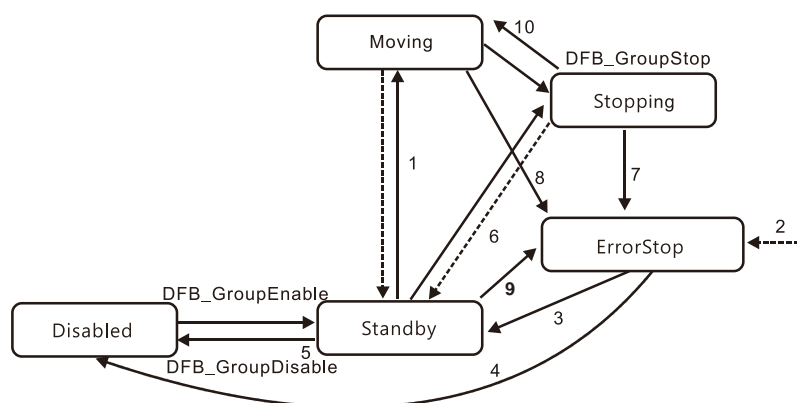 10
Moving
DFB_GroupStop
Stopping
1
8
7
6
2
ErrorStop
DFB_GroupEnable
9
Disabled
Standby
3
5
DFB_GroupDisable
4